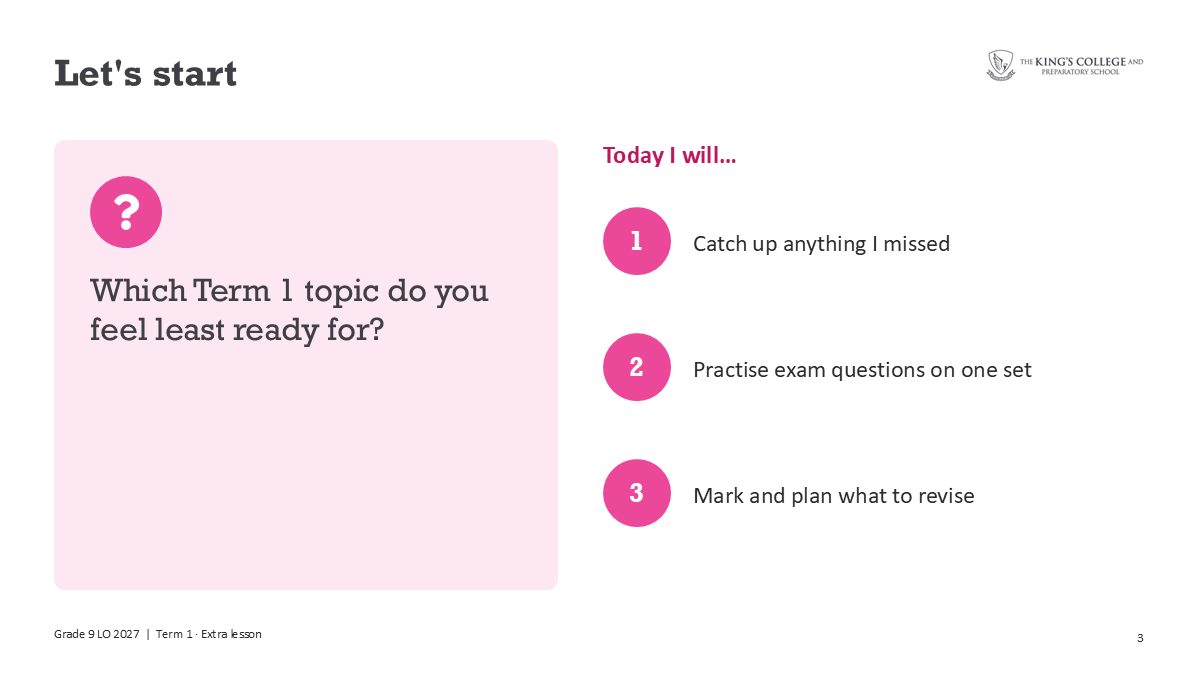 Let's start
THE KING'S COLLEGE AND
PREPARATORY SCHOOL
?
Which Term 1 topic do you
feel least ready for?
Today I will...
1
Catch up anything I missed
2
Practise exam questions on one set
3
Mark and plan what to revise
Grade 9 LO 2027 | Term 1 · Extra lesson
3